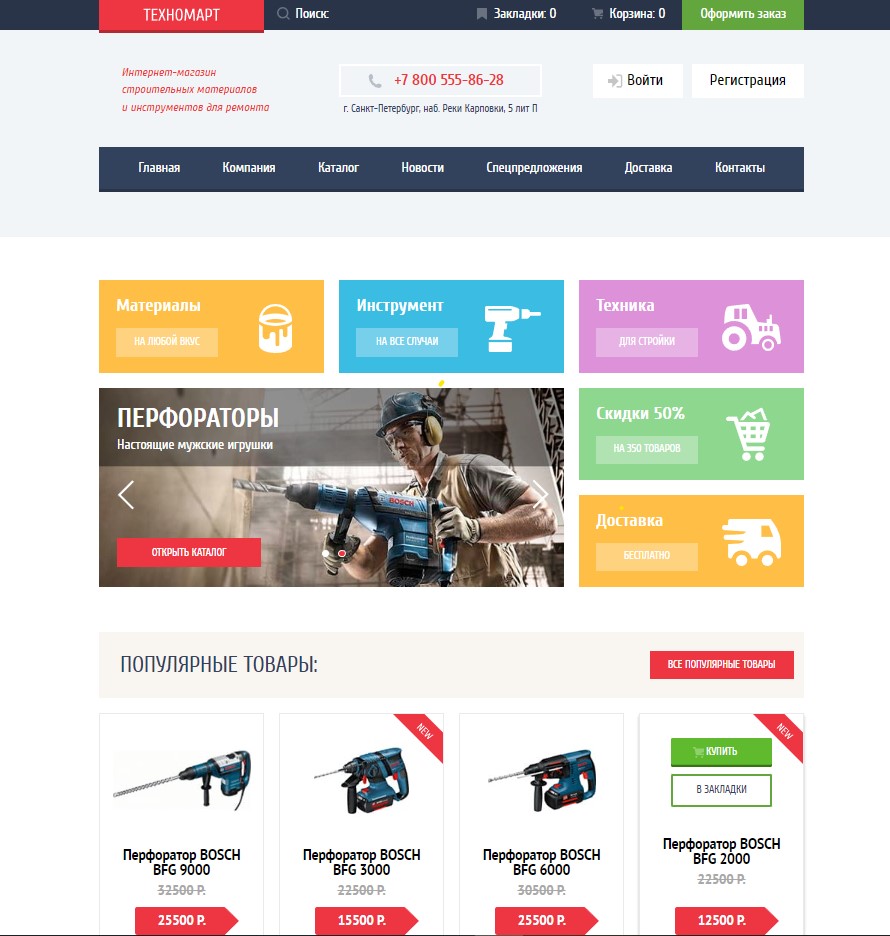 ТЕХНОМАРТ
Поиск:
Закладки: 0
Корзина: 0
Оформить заказ
Интернет-магазин
строительных материалов
и инструментов для ремонта
+7 800 555-86-28
г. Санкт-Петербург, наб. Реки Карповки, 5 лит П
Войти
Регистрация
Главная
Компания
Каталог
Новости
Спецпредложения
Доставка
Контакты
Материалы
НА ЛЮБОЙ ВКУС
Инструмент
НА ВСЕ СЛУЧАИ
Техника
ДЛЯ СТРОЙКИ
ПЕРФОРАТОРЫ
Настоящие мужские игрушки
BOSCH
ОТКРЫТЬ КАТАЛОГ
Скидки 50%
НА 350 ТОВАРОВ
Доставка
БЕСПЛАТНО
ПОПУЛЯРНЫЕ ТОВАРЫ:
ВСЕ ПОПУЛЯРНЫЕ ТОВАРЫ
Перфоратор BOSCH
BFG 9000
32500 Р.
25500 Р.
NEW
Перфоратор BOSCH
BFG 3000
22500 Р.
15500 Р.
Перфоратор BOSCH
BFG 6000
30500 Р.
25500 Р.
NEW
КУПИТЬ
В ЗАКЛАДКИ
Перфоратор BOSCH
BFG 2000
22500 Р.
12500 Р.